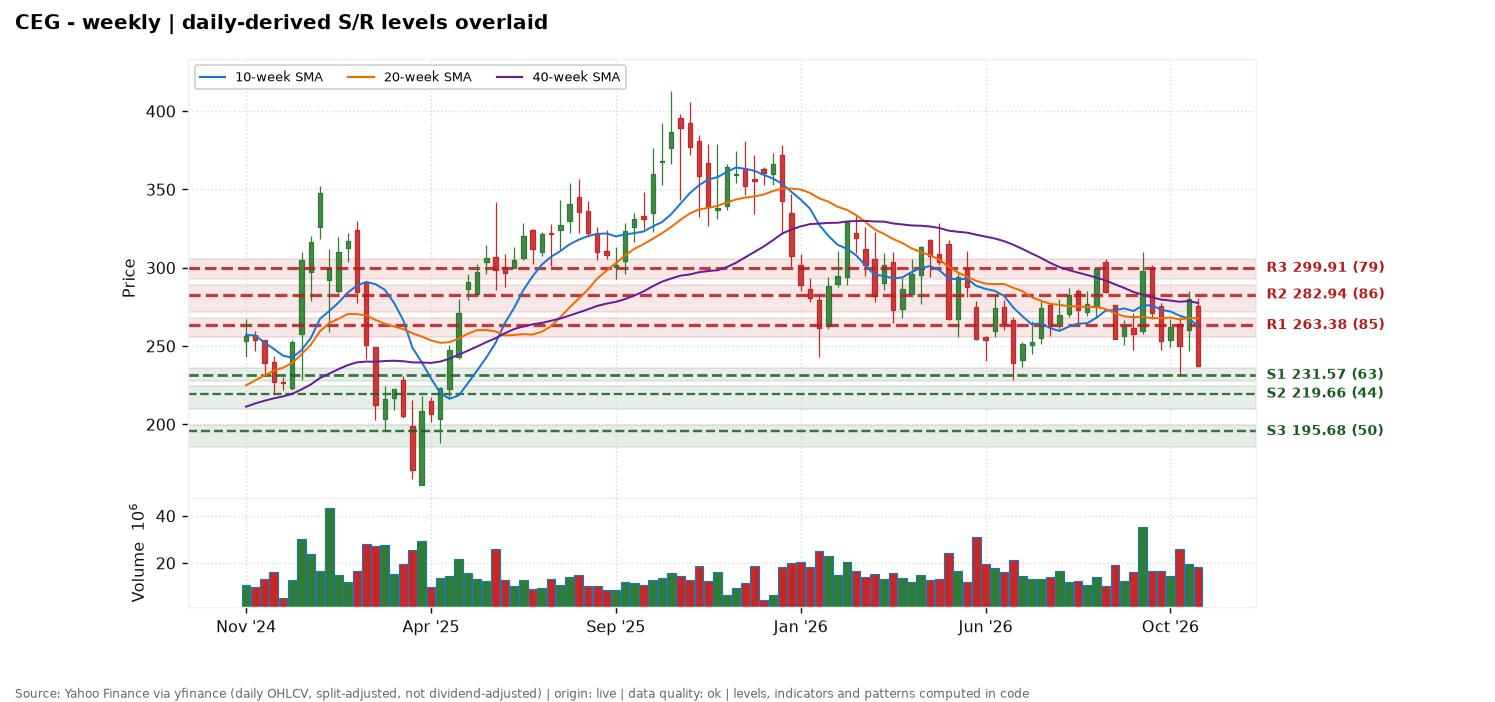 CEG - weekly | daily-derived S/R levels overlaid
10-week SMA 20-week SMA 40-week SMA
Price
400
350
300
250
200
R3 299.91 (79)
R2 282.94 (86)
R1 263.38 (85)
S1 231.57 (63)
S2 219.66 (44)
S3 195.68 (50)
Volume 10⁶
40
20
Nov '24 Apr '25 Sep '25 Jan '26 Jun '26 Oct '26
Source: Yahoo Finance via yfinance (daily OHLCV, split-adjusted, not dividend-adjusted) | origin: live | data quality: ok | levels, indicators and patterns computed in code